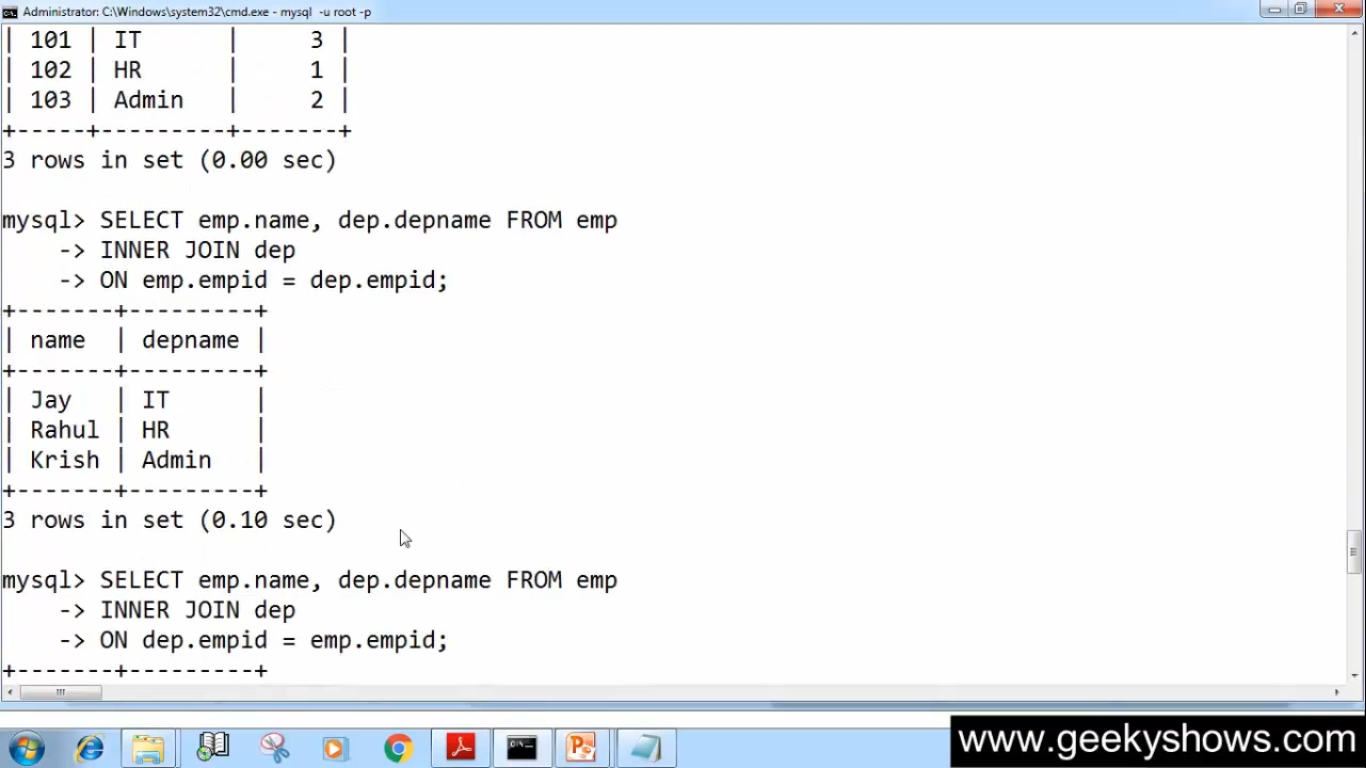 Administrator: C:\Windows\system32\cmd.exe - mysql -u root -p
| 101 | IT      |     3 |
| 102 | HR      |     1 |
| 103 | Admin   |     2 |
+-----+---------+-------+
3 rows in set (0.00 sec)
mysql> SELECT emp.name, dep.depname FROM emp
    -> INNER JOIN dep
    -> ON emp.empid = dep.empid;
+-------+---------+
| name  | depname |
+-------+---------+
| Jay   | IT      |
| Rahul | HR      |
| Krish | Admin   |
+-------+---------+
3 rows in set (0.10 sec)
mysql> SELECT emp.name, dep.depname FROM emp
    -> INNER JOIN dep
    -> ON dep.empid = emp.empid;
+-------+---------+
www.geekyshows.com